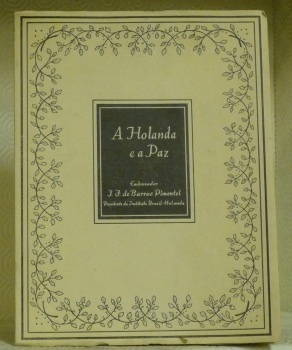 A Holanda
e a Paz
Embaixador
J. F. de Barros Pimentel
Presidente do Instituto Brasil-Holanda